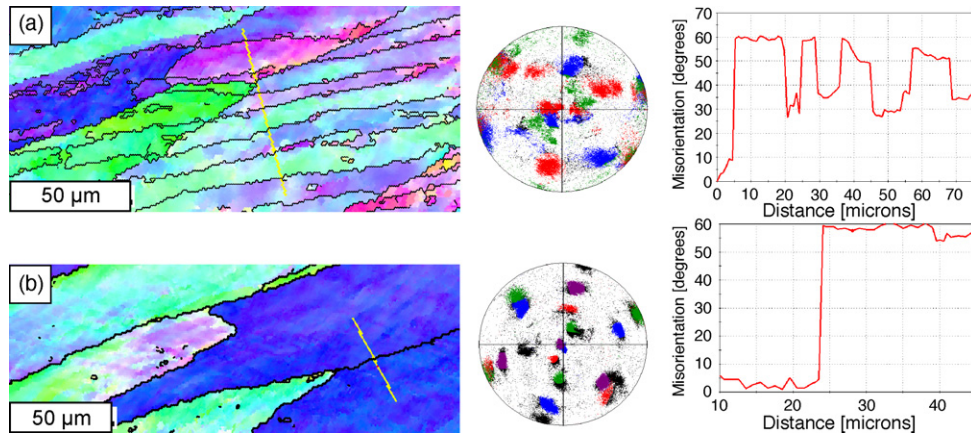 (a)
50 µm
Misorientation [degrees]
70
60
50
40
30
20
10
0
0 10 20 30 40 50 60 70
Distance [microns]
(b)
50 µm
Misorientation [degrees]
60
50
40
30
20
10
0
10 20 30 40
Distance [microns]